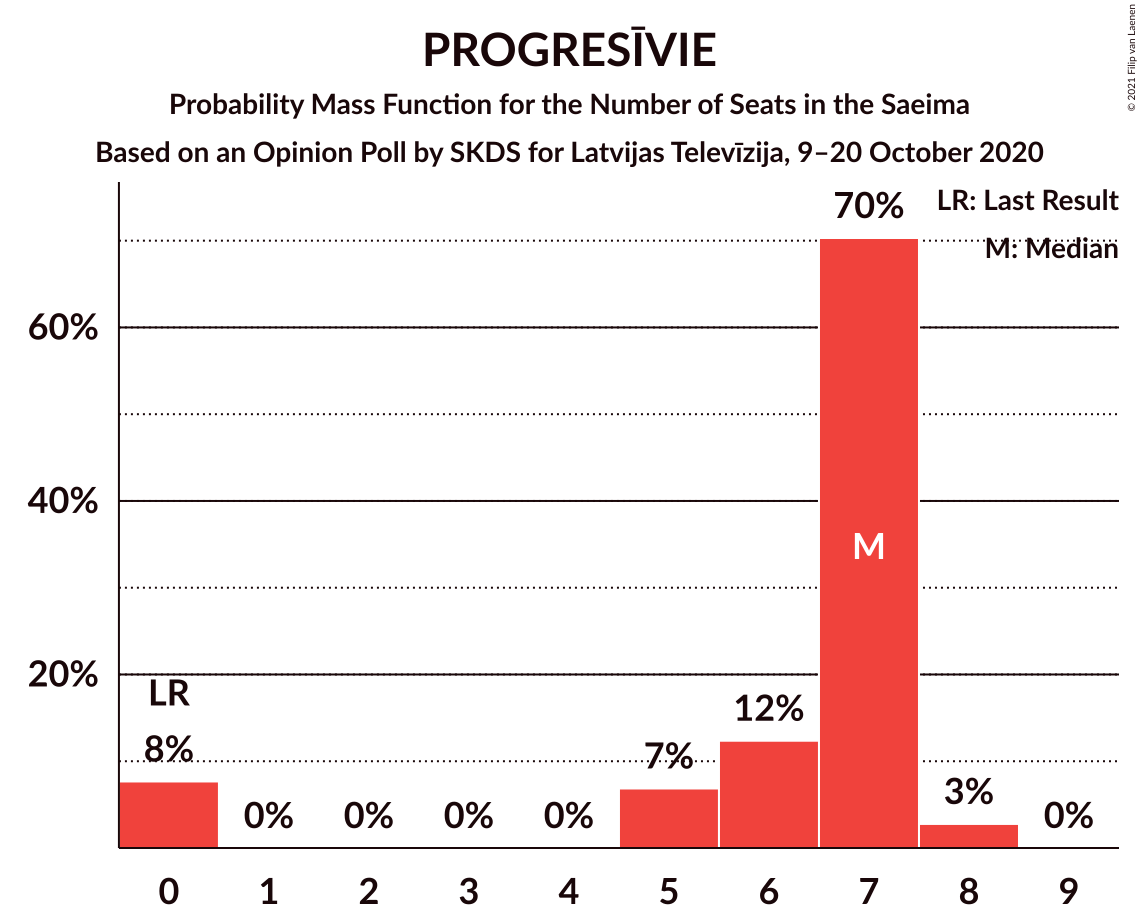 PROGRESĪVIE
Probability Mass Function for the Number of Seats in the Saeima
Based on an Opinion Poll by SKDS for Latvijas Televīzija, 9–20 October 2020
© 2021 Filip van Laenen
LR: Last Result
M: Median
70%
60%
40%
M
20%
LR
12%
8%
7%
3%
0% 0% 0% 0% 0%
0 1 2 3 4 5 6 7 8 9